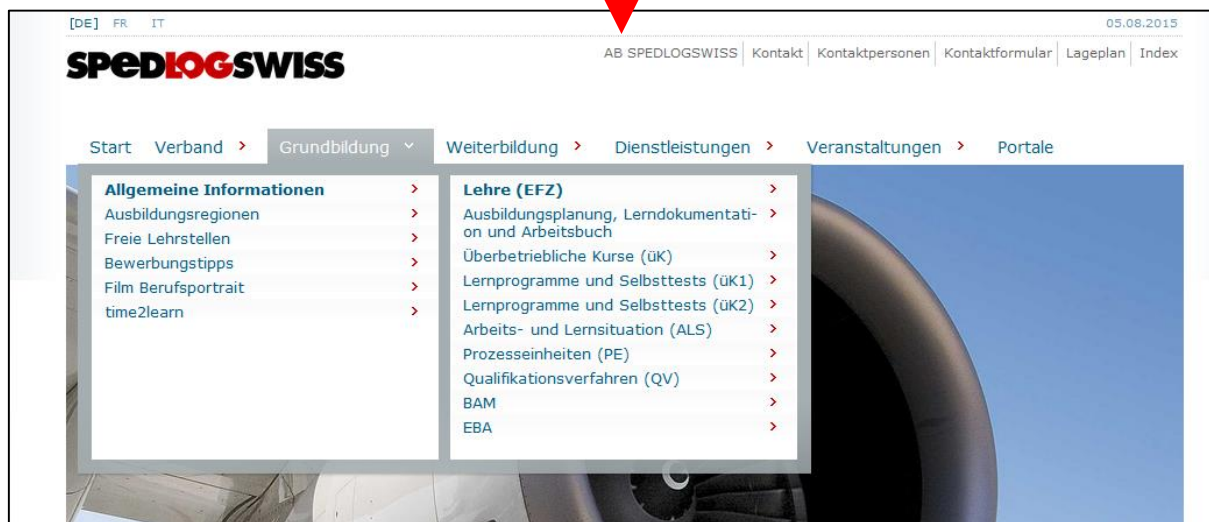 [DE] FR IT 05.08.2015
SPEDLOGSWISS
AB SPEDLOGSWISS Kontakt Kontaktpersonen Kontaktformular Lageplan Index
Start Verband Grundbildung Weiterbildung Dienstleistungen Veranstaltungen Portale
Allgemeine Informationen
Ausbildungsregionen
Freie Lehrstellen
Bewerbungstipps
Film Berufsportrait
time2learn
Lehre (EFZ)
Ausbildungsplanung, Lerndokumentati-
on und Arbeitsbuch
Überbetriebliche Kurse (üK)
Lernprogramme und Selbsttests (üK1)
Lernprogramme und Selbsttests (üK2)
Arbeits- und Lernsituation (ALS)
Prozesseinheiten (PE)
Qualifikationsverfahren (QV)
BAM
EBA